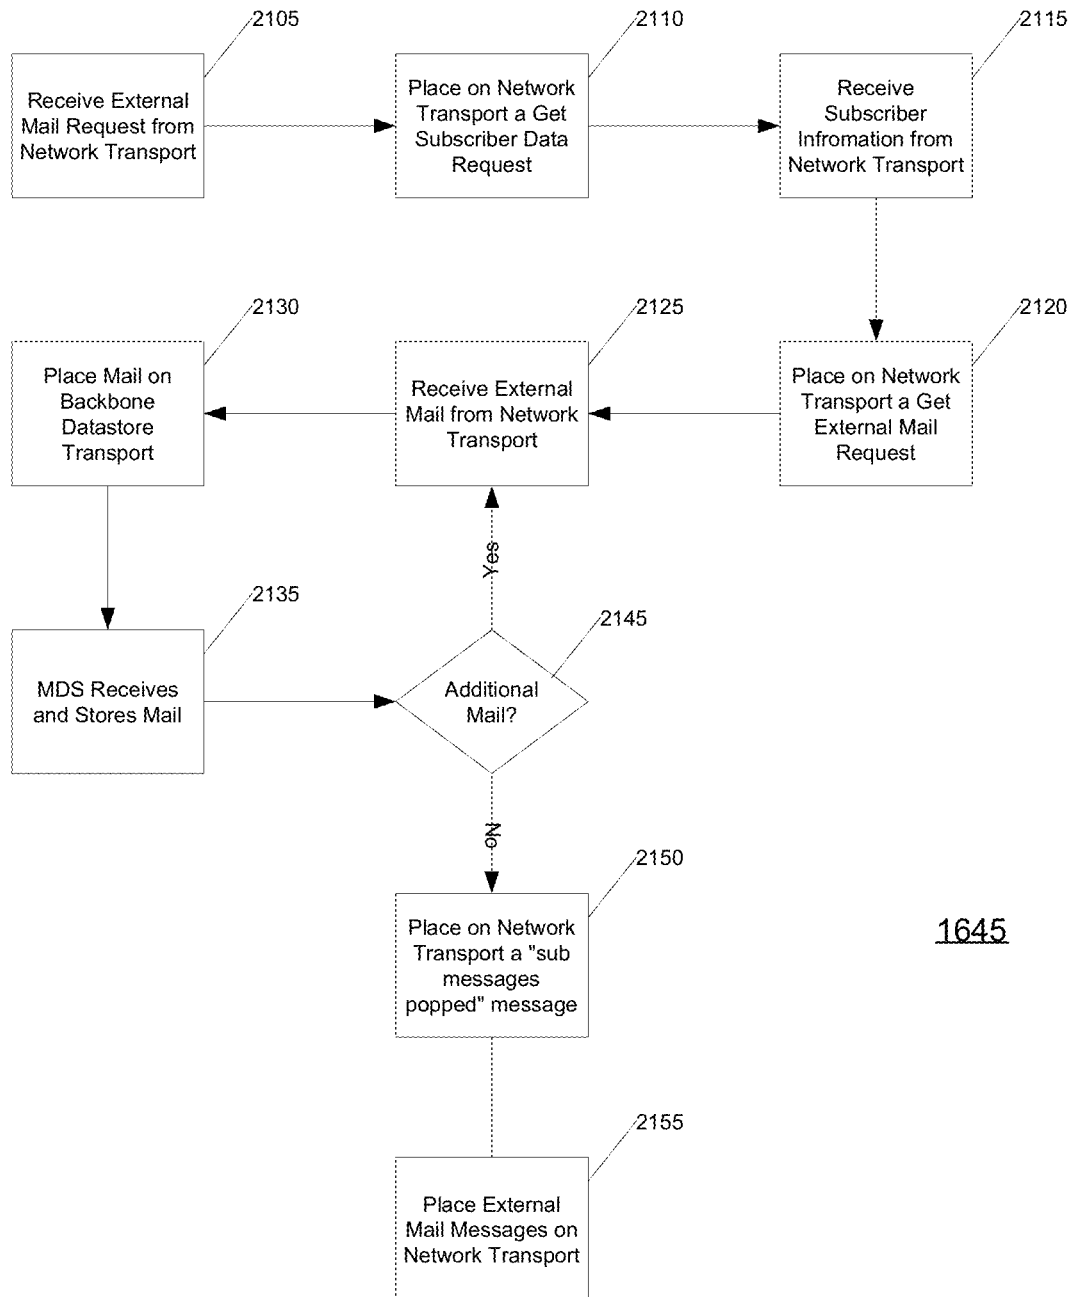 2105
Receive External
Mail Request from
Network Transport
2110
Place on Network
Transport a Get
Subscriber Data
Request
2115
Receive
Subscriber
Infromation from
Network Transport
2130
Place Mail on
Backbone
Datastore
Transport
2125
Receive External
Mail from Network
Transport
2120
Place on Network
Transport a Get
External Mail
Request
Yes
2135
MDS Receives
and Stores Mail
2145
Additional
Mail?
No
2150
Place on Network
Transport a "sub
messages
popped" message
1645
2155
Place External
Mail Messages on
Network Transport